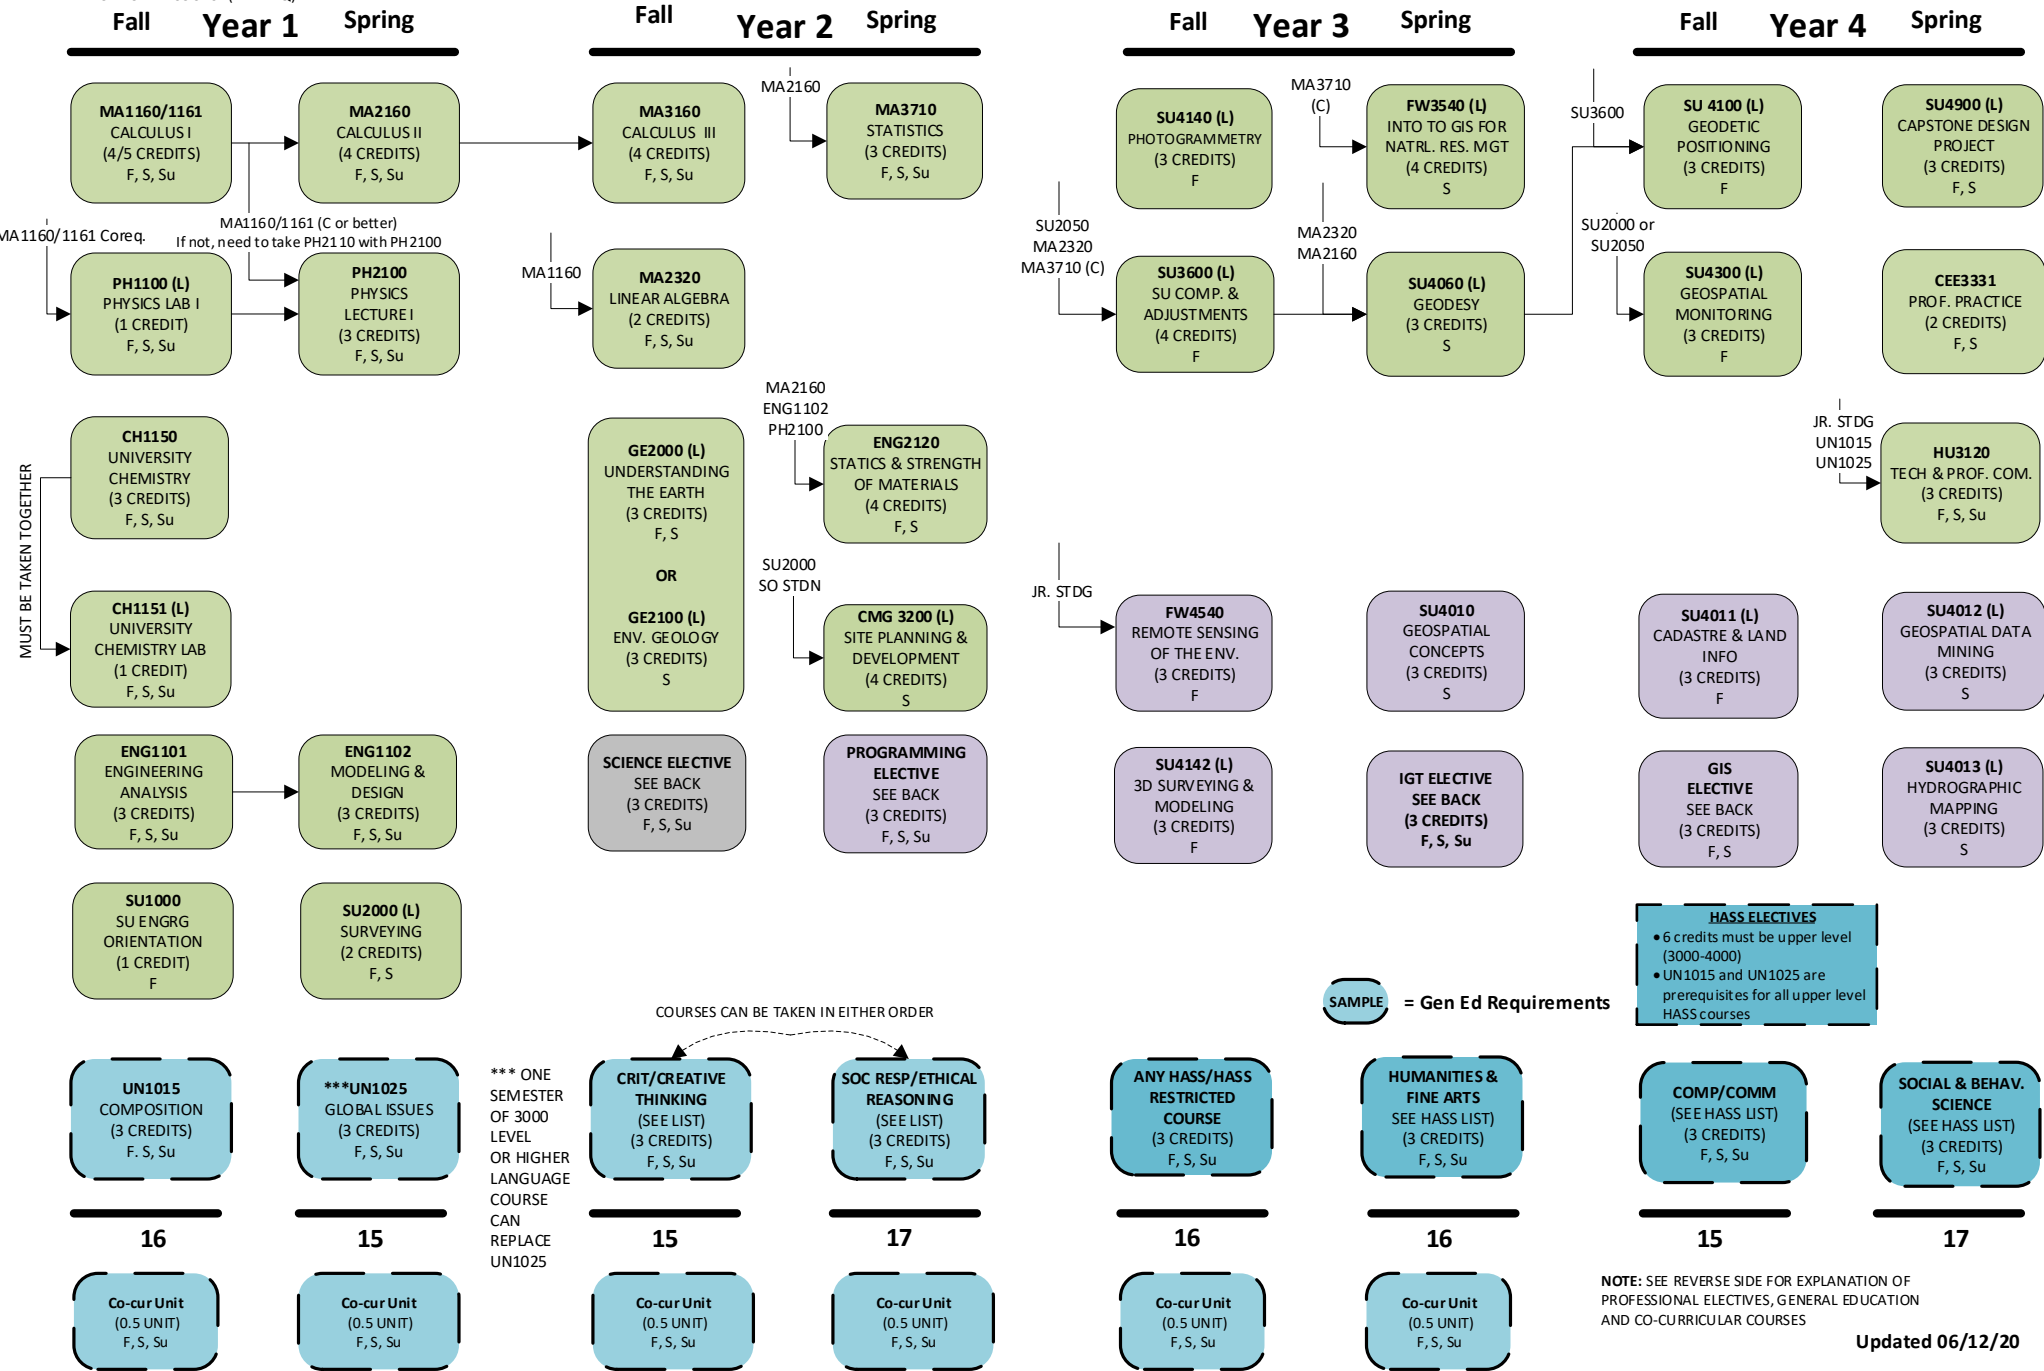 Fall
Year 1
Spring
Fall
Year 2
Spring
Fall
Year 3
Spring
Fall
Year 4
Spring
MA1160/1161
CALCULUS I
(4/5 CREDITS)
F, S, Su
MA2160
CALCULUS II
(4 CREDITS)
F, S, Su
MA3160
CALCULUS III
(4 CREDITS)
F, S, Su
MA2160
MA3710
STATISTICS
(3 CREDITS)
F, S, Su
SU4140 (L)
PHOTOGRAMMETRY
(3 CREDITS)
F
MA3710
(C)
FW3540 (L)
INTO TO GIS FOR
NATRL. RES. MGT
(4 CREDITS)
S
SU3600
SU 4100 (L)
GEODETIC
POSITIONING
(3 CREDITS)
F
SU4900 (L)
CAPSTONE DESIGN
PROJECT
(3 CREDITS)
F, S
MA1160/1161 Coreq.
MA1160/1161 (C or better)
If not, need to take PH2110 with PH2100
PH1100 (L)
PHYSICS LAB I
(1 CREDIT)
F, S, Su
PH2100
PHYSICS
LECTURE I
(3 CREDITS)
F, S, Su
MA1160
MA2320
LINEAR ALGEBRA
(2 CREDITS)
F, S, Su
SU2050
MA2320
MA3710 (C)
SU3600 (L)
SU COMP. &
ADJUSTMENTS
(4 CREDITS)
F
MA2320
MA2160
SU4060 (L)
GEODESY
(3 CREDITS)
S
SU2000 or
SU2050
SU4300 (L)
GEOSPATIAL
MONITORING
(3 CREDITS)
F
CEE3331
PROF. PRACTICE
(2 CREDITS)
F, S
MUST BE TAKEN TOGETHER
CH1150
UNIVERSITY
CHEMISTRY
(3 CREDITS)
F, S, Su
CH1151 (L)
UNIVERSITY
CHEMISTRY LAB
(1 CREDIT)
F, S, Su
GE2000 (L)
UNDERSTANDING
THE EARTH
(3 CREDITS)
F, S
OR
GE2100 (L)
ENV. GEOLOGY
(3 CREDITS)
S
MA2160
ENG1102
PH2100
ENG2120
STATICS & STRENGTH
OF MATERIALS
(4 CREDITS)
F, S
SU2000
SO STDN
CMG 3200 (L)
SITE PLANNING &
DEVELOPMENT
(4 CREDITS)
S
JR. STDG
UN1015
UN1025
HU3120
TECH & PROF. COM.
(3 CREDITS)
F, S, Su
JR. STDG
FW4540
REMOTE SENSING
OF THE ENV.
(3 CREDITS)
F
SU4010
GEOSPATIAL
CONCEPTS
(3 CREDITS)
S
SU4011 (L)
CADASTRE & LAND
INFO
(3 CREDITS)
F
SU4012 (L)
GEOSPATIAL DATA
MINING
(3 CREDITS)
S
ENG1101
ENGINEERING
ANALYSIS
(3 CREDITS)
F, S, Su
ENG1102
MODELING &
DESIGN
(3 CREDITS)
F, S, Su
SCIENCE ELECTIVE
SEE BACK
(3 CREDITS)
F, S, Su
PROGRAMMING
ELECTIVE
SEE BACK
(3 CREDITS)
F, S, Su
SU4142 (L)
3D SURVEYING &
MODELING
(3 CREDITS)
F
IGT ELECTIVE
SEE BACK
(3 CREDITS)
F, S, Su
GIS
ELECTIVE
SEE BACK
(3 CREDITS)
F, S
SU4013 (L)
HYDROGRAPHIC
MAPPING
(3 CREDITS)
S
SU1000
SU ENGRG
ORIENTATION
(1 CREDIT)
F
SU2000 (L)
SURVEYING
(2 CREDITS)
F, S
SAMPLE
= Gen Ed Requirements
HASS ELECTIVES
• 6 credits must be upper level
(3000-4000)
• UN1015 and UN1025 are
prerequisites for all upper level
HASS courses
COURSES CAN BE TAKEN IN EITHER ORDER
UN1015
COMPOSITION
(3 CREDITS)
F. S, Su
***UN1025
GLOBAL ISSUES
(3 CREDITS)
F, S, Su
*** ONE
SEMESTER
OF 3000
LEVEL
OR HIGHER
LANGUAGE
COURSE
CAN
REPLACE
UN1025
CRIT/CREATIVE
THINKING
(SEE LIST)
(3 CREDITS)
F, S, Su
SOC RESP/ETHICAL
REASONING
(SEE LIST)
(3 CREDITS)
F, S, Su
ANY HASS/HASS
RESTRICTED
COURSE
(3 CREDITS)
F, S, Su
HUMANITIES &
FINE ARTS
SEE HASS LIST)
(3 CREDITS)
F, S, Su
COMP/COMM
(SEE HASS LIST)
(3 CREDITS)
F, S, Su
SOCIAL & BEHAV.
SCIENCE
(SEE HASS LIST)
(3 CREDITS)
F, S, Su
16
15
15
17
16
16
15
17
Co-cur Unit
(0.5 UNIT)
F, S, Su
Co-cur Unit
(0.5 UNIT)
F, S, Su
Co-cur Unit
(0.5 UNIT)
F, S, Su
Co-cur Unit
(0.5 UNIT)
F, S, Su
Co-cur Unit
(0.5 UNIT)
F, S, Su
Co-cur Unit
(0.5 UNIT)
F, S, Su
NOTE: SEE REVERSE SIDE FOR EXPLANATION OF
PROFESSIONAL ELECTIVES, GENERAL EDUCATION
AND CO-CURRICULAR COURSES
Updated 06/12/20